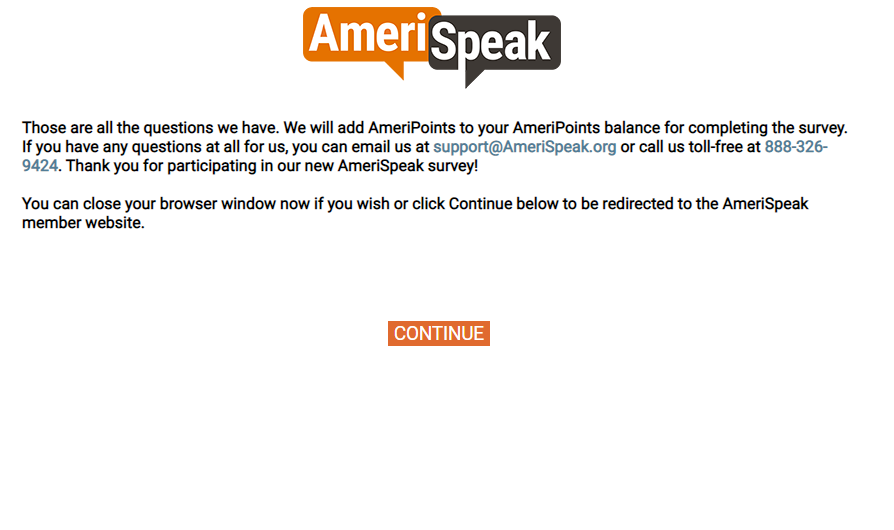 AmeriSpeak
Those are all the questions we have. We will add AmeriPoints to your AmeriPoints balance for completing the survey.
If you have any questions at all for us, you can email us at support@AmeriSpeak.org or call us toll-free at 888-326-
9424. Thank you for participating in our new AmeriSpeak survey!
You can close your browser window now if you wish or click Continue below to be redirected to the AmeriSpeak
member website.
CONTINUE